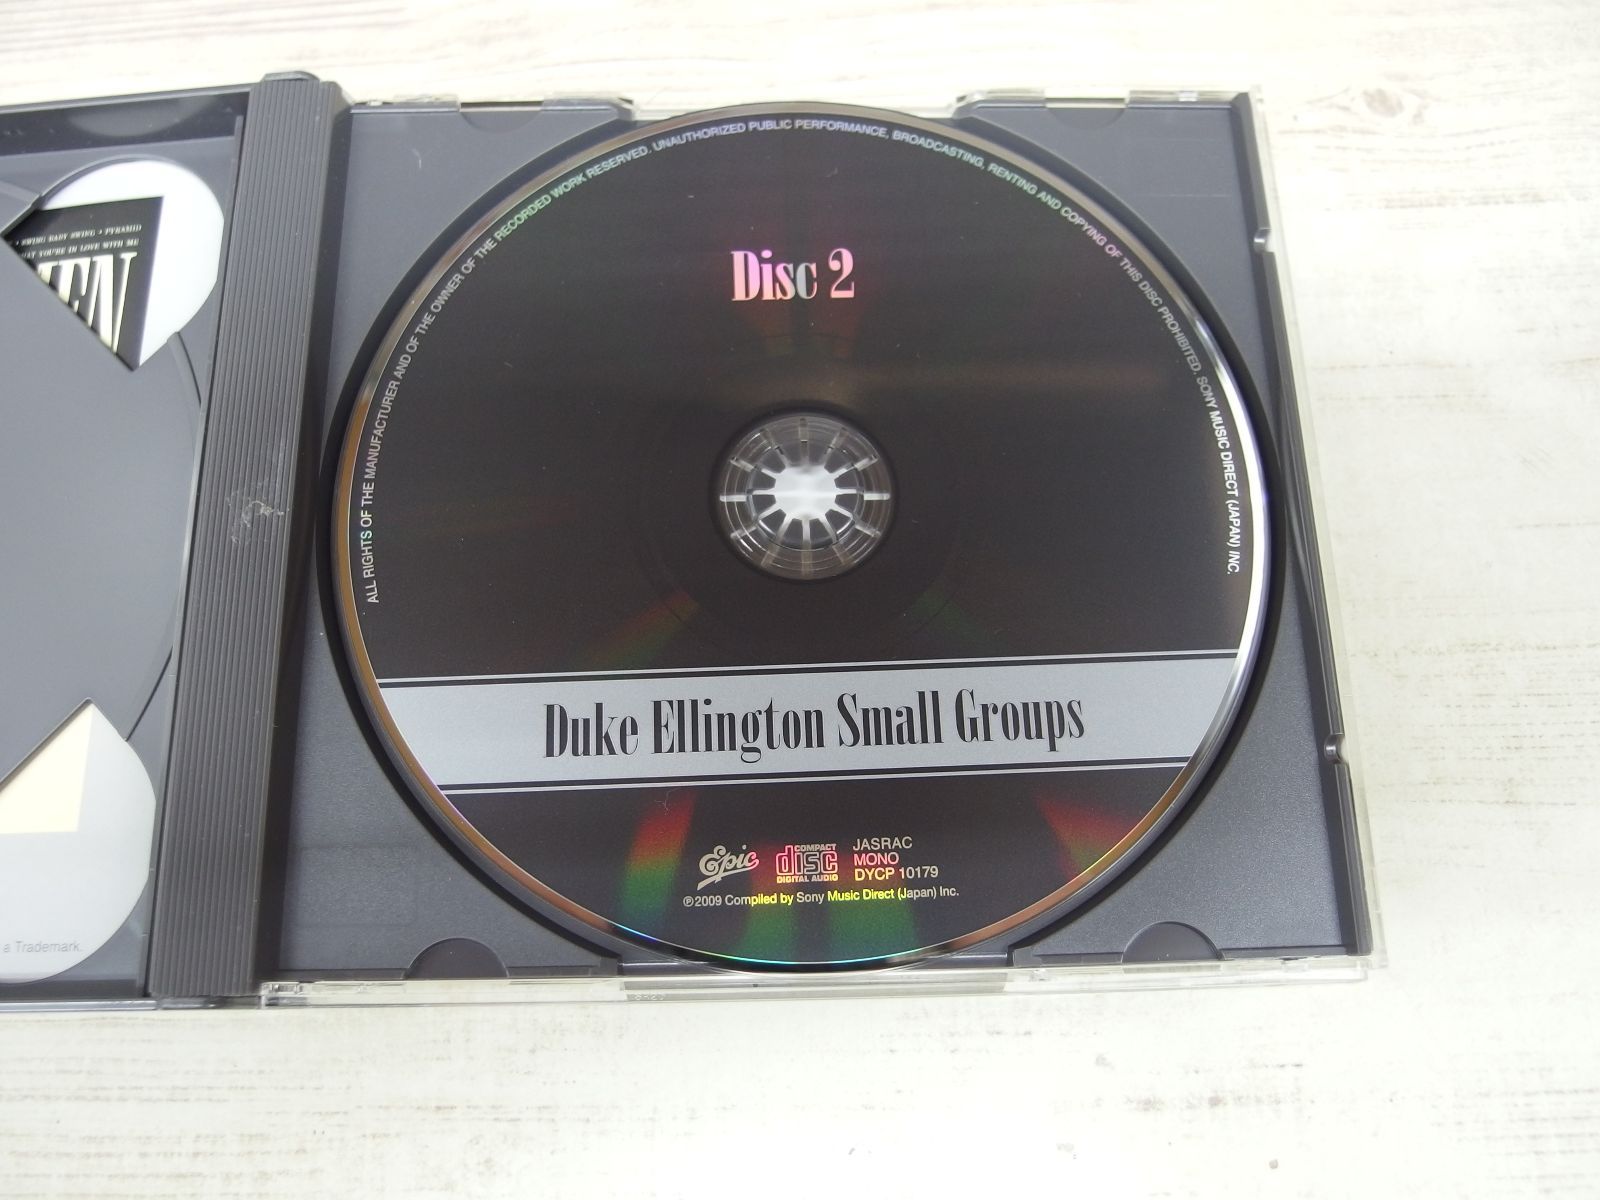 • SWING BABY SWING • PYRAMID
YOU'RE IN LOVE WITH ME
ALL RIGHTS OF THE MANUFACTURER AND OF THE OWNER OF THE RECORDED WORK RESERVED. UNAUTHORIZED PUBLIC PERFORMANCE, BROADCASTING, RENTING AND COPYING OF THIS DISC PROHIBITED. SONY MUSIC DIRECT (JAPAN) INC.
Disc 2
Duke Ellington Small Groups
Epic
COMPACT
disc
DIGITAL AUDIO
JASRAC
MONO
DYCP 10179
℗2009 Compiled by Sony Music Direct (Japan) Inc.
a Trademark.